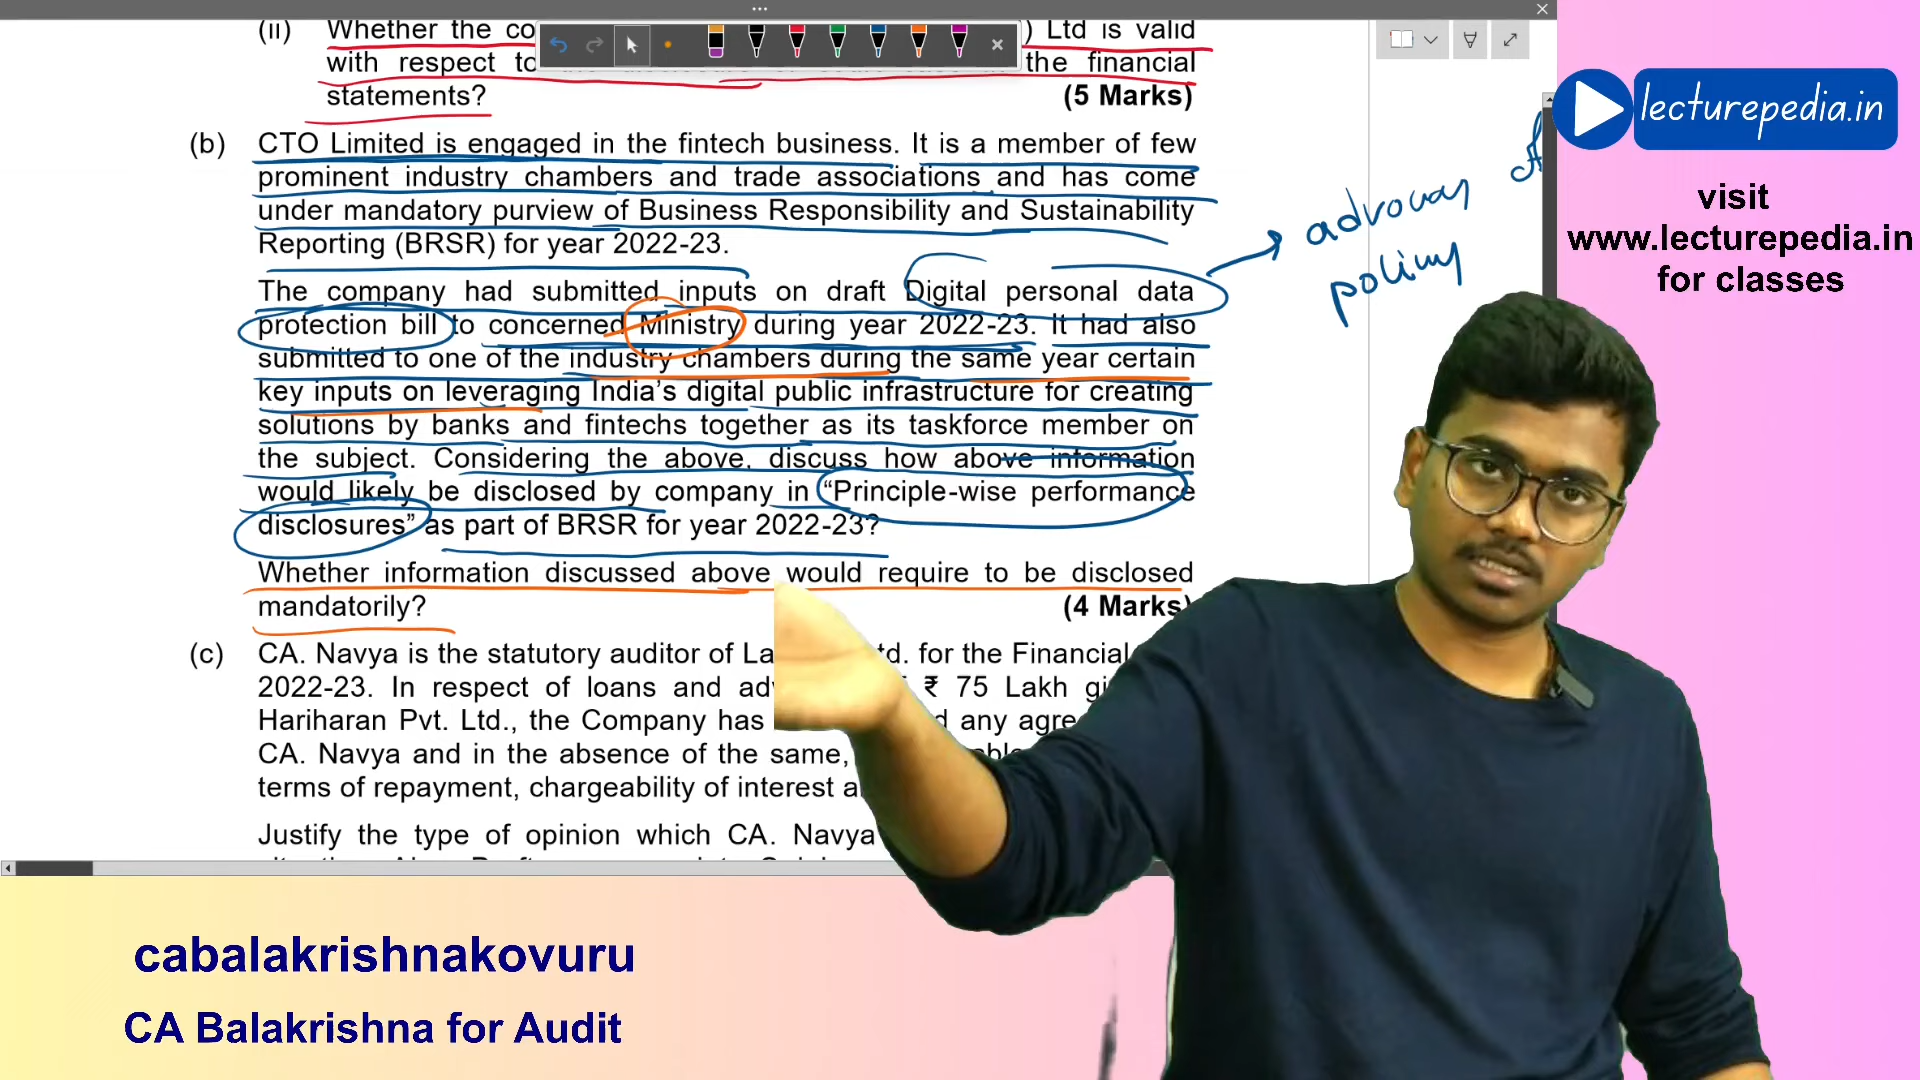 (ii) Whether the co ) Ltd is valid
with respect to the financial
statements? (5 Marks)
(b) CTO Limited is engaged in the fintech business. It is a member of few
prominent industry chambers and trade associations and has come
under mandatory purview of Business Responsibility and Sustainability
Reporting (BRSR) for year 2022-23.
The company had submitted inputs on draft Digital personal data
protection bill to concerned Ministry during year 2022-23. It had also
submitted to one of the industry chambers during the same year certain
key inputs on leveraging India's digital public infrastructure for creating
solutions by banks and fintechs together as its taskforce member on
the subject. Considering the above, discuss how above information
would likely be disclosed by company in “Principle-wise performance
disclosures” as part of BRSR for year 2022-23?
Whether information discussed above would require to be disclosed
mandatorily? (4 Marks)
(c) CA. Navya is the statutory auditor of La td. for the Financial
2022-23. In respect of loans and adv ₹ 75 Lakh gi
Hariharan Pvt. Ltd., the Company has d any agre
CA. Navya and in the absence of the same,
terms of repayment, chargeability of interest a
Justify the type of opinion which CA. Navya
advocay
policy
lecturepedia.in
visit
www.lecturepedia.in
for classes
cabalakrishnakovuru
CA Balakrishna for Audit